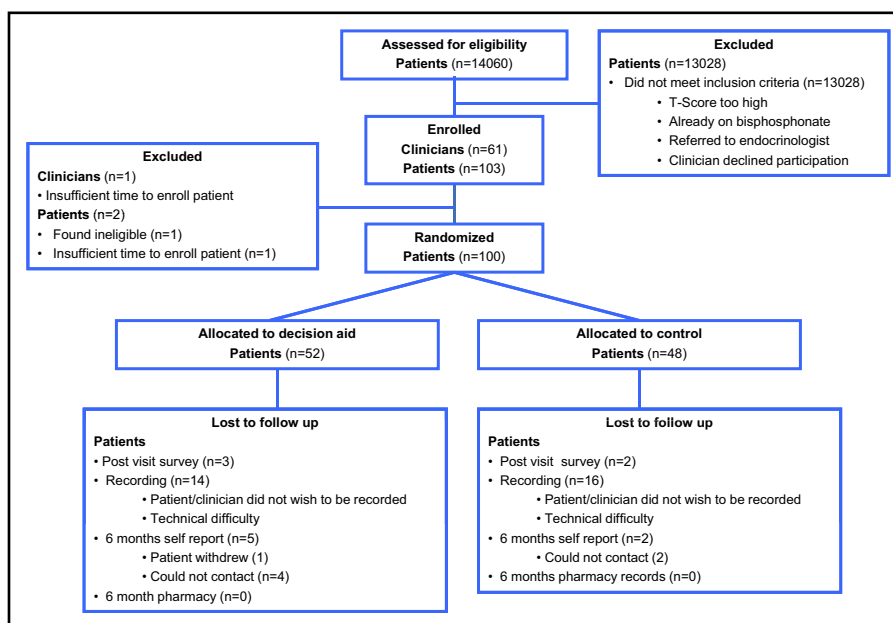 Assessed for eligibility
Patients (n=14060)
Excluded
Patients (n=13028)
• Did not meet inclusion criteria (n=13028)
• T-Score too high
• Already on bisphosphonate
• Referred to endocrinologist
• Clinician declined participation
Enrolled
Clinicians (n=61)
Patients (n=103)
Excluded
Clinicians (n=1)
• Insufficient time to enroll patient
Patients (n=2)
• Found ineligible (n=1)
• Insufficient time to enroll patient (n=1)
Randomized
Patients (n=100)
Allocated to decision aid
Patients (n=52)
Allocated to control
Patients (n=48)
Lost to follow up
Patients
• Post visit survey (n=3)
• Recording (n=14)
• Patient/clinician did not wish to be recorded
• Technical difficulty
• 6 months self report (n=5)
• Patient withdrew (1)
• Could not contact (n=4)
• 6 month pharmacy (n=0)
Lost to follow up
Patients
• Post visit survey (n=2)
• Recording (n=16)
• Patient/clinician did not wish to be recorded
• Technical difficulty
• 6 months self report (n=2)
• Could not contact (2)
• 6 months pharmacy records (n=0)